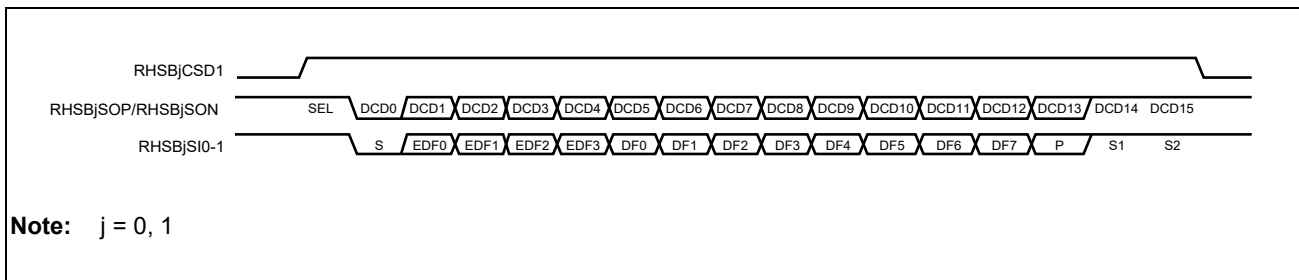 RHSBjCSD1
RHSBjSOP/RHSBjSON SEL DCD0 DCD1 DCD2 DCD3 DCD4 DCD5 DCD6 DCD7 DCD8 DCD9 DCD10 DCD11 DCD12 DCD13 DCD14 DCD15
RHSBjSI0-1 S EDF0 EDF1 EDF2 EDF3 DF0 DF1 DF2 DF3 DF4 DF5 DF6 DF7 P S1 S2
Note: j = 0, 1